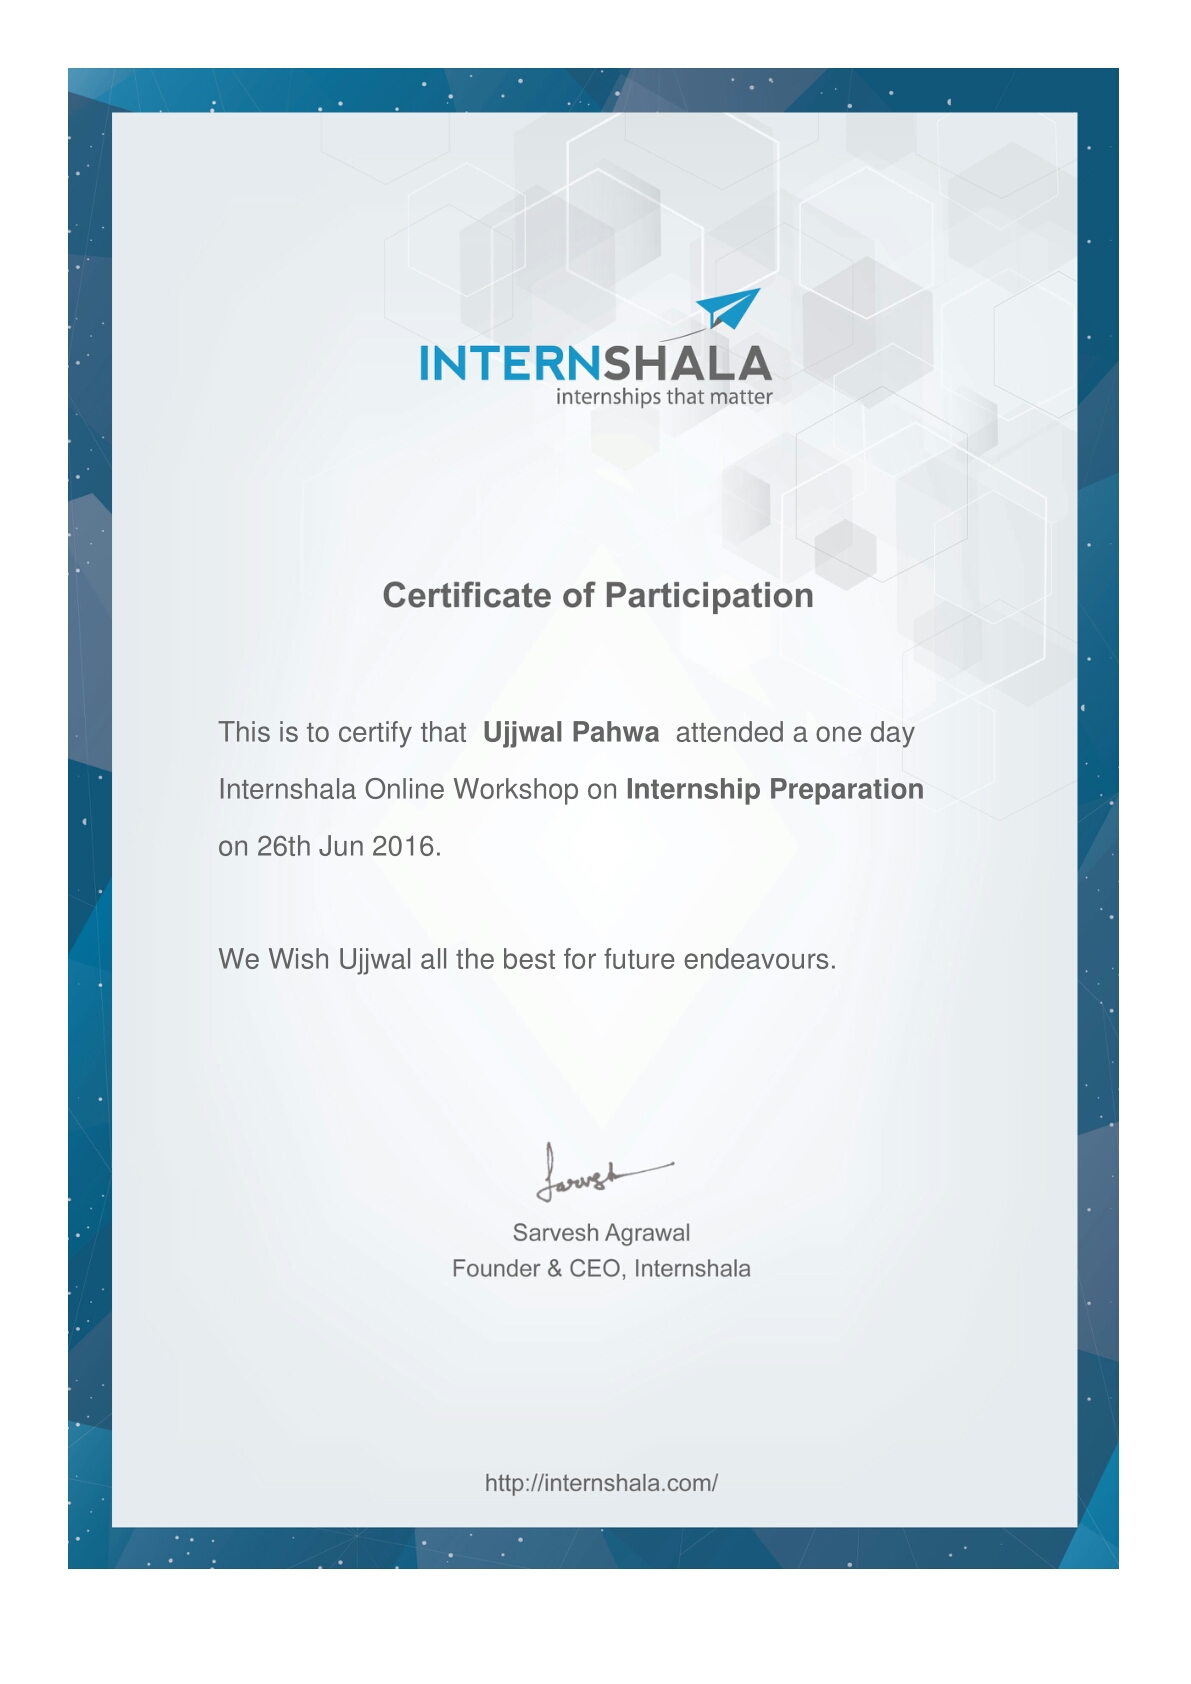 INTERNSHALA
internships that matter
Certificate of Participation
This is to certify that Ujjwal Pahwa attended a one day
Internshala Online Workshop on Internship Preparation
on 26th Jun 2016.
We Wish Ujjwal all the best for future endeavours.
Sarvesh
Sarvesh Agrawal
Founder & CEO, Internshala
http://internshala.com/